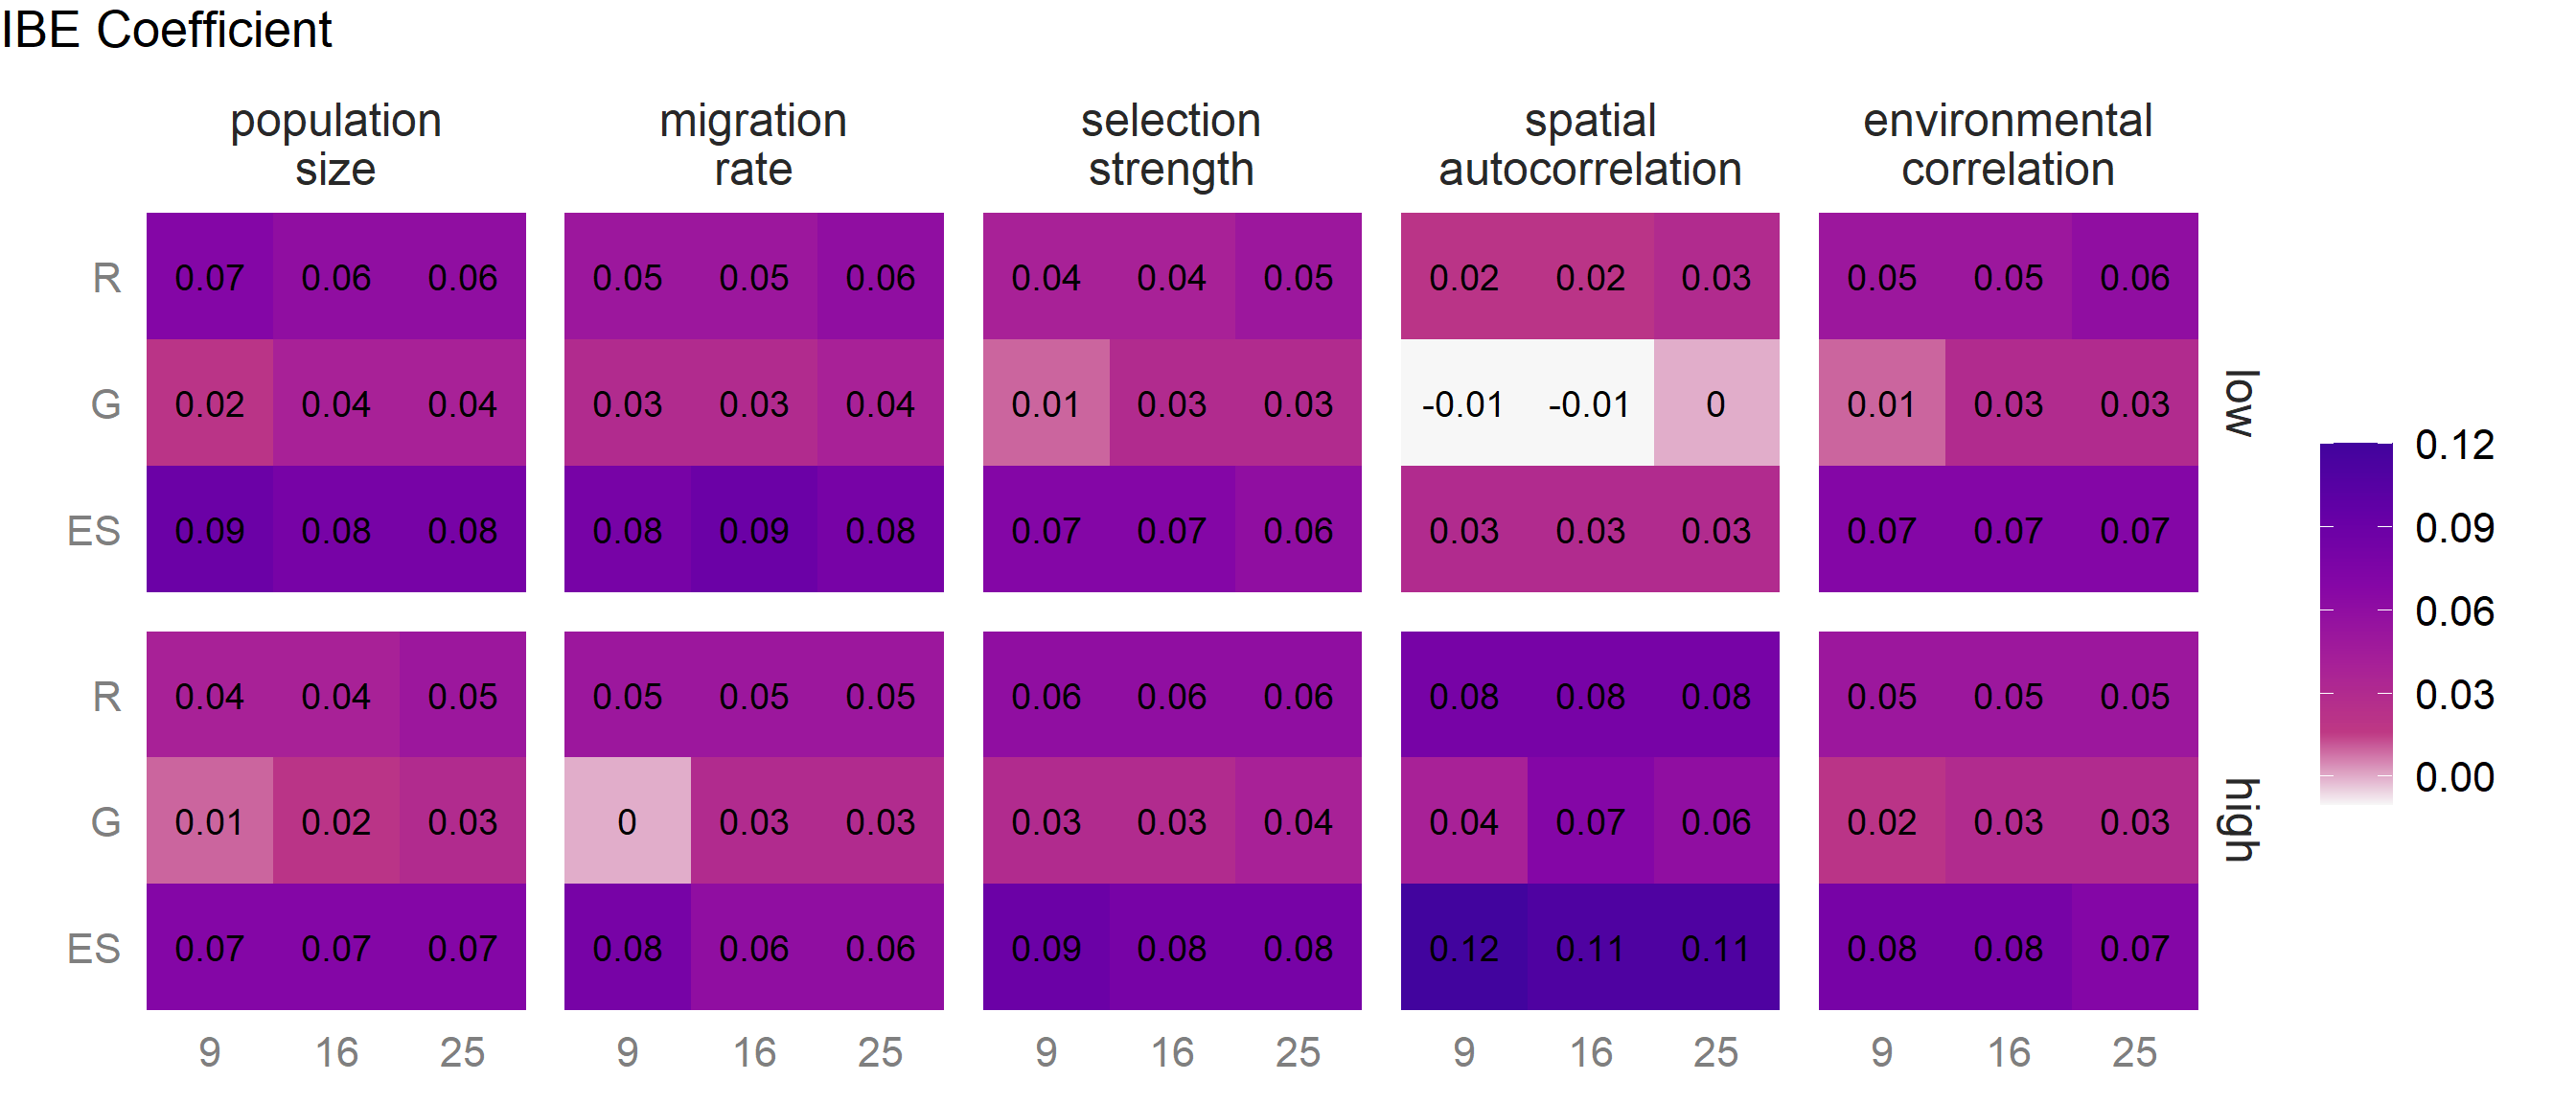 IBE Coefficient
population size
migration rate
selection strength
spatial autocorrelation
environmental correlation
R 0.07 0.06 0.06 0.05 0.05 0.06 0.04 0.04 0.05 0.02 0.02 0.03 0.05 0.05 0.06
G 0.02 0.04 0.04 0.03 0.03 0.04 0.01 0.03 0.03 -0.01 -0.01 0 0.01 0.03 0.03
ES 0.09 0.08 0.08 0.08 0.09 0.08 0.07 0.07 0.06 0.03 0.03 0.03 0.07 0.07 0.07
low
R 0.04 0.04 0.05 0.05 0.05 0.05 0.06 0.06 0.06 0.08 0.08 0.08 0.05 0.05 0.05
G 0.01 0.02 0.03 0 0.03 0.03 0.03 0.03 0.04 0.04 0.07 0.06 0.02 0.03 0.03
ES 0.07 0.07 0.07 0.08 0.06 0.06 0.09 0.08 0.08 0.12 0.11 0.11 0.08 0.08 0.07
high
9 16 25 9 16 25 9 16 25 9 16 25 9 16 25
0.12
0.09
0.06
0.03
0.00